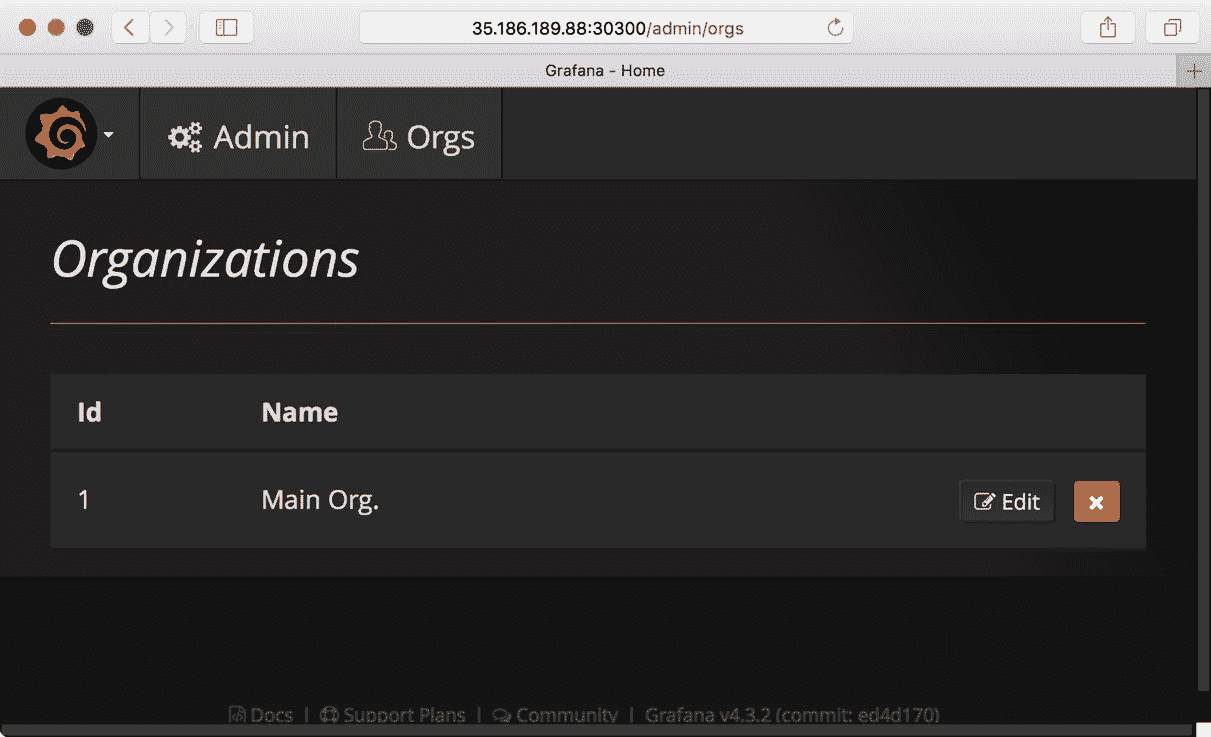 35.186.189.88:30300/admin/orgs
Grafana - Home
Admin Orgs
Organizations
Id Name
1 Main Org. Edit
Docs | Support Plans | Community | Grafana v4.3.2 (commit: ed4d170)